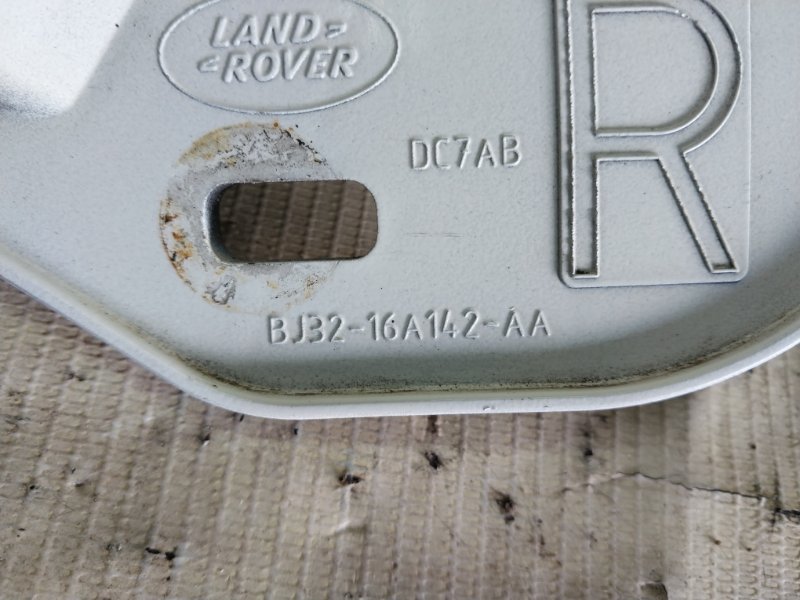 LAND
ROVER
R
DC7AB
BJ32-16A142-AA